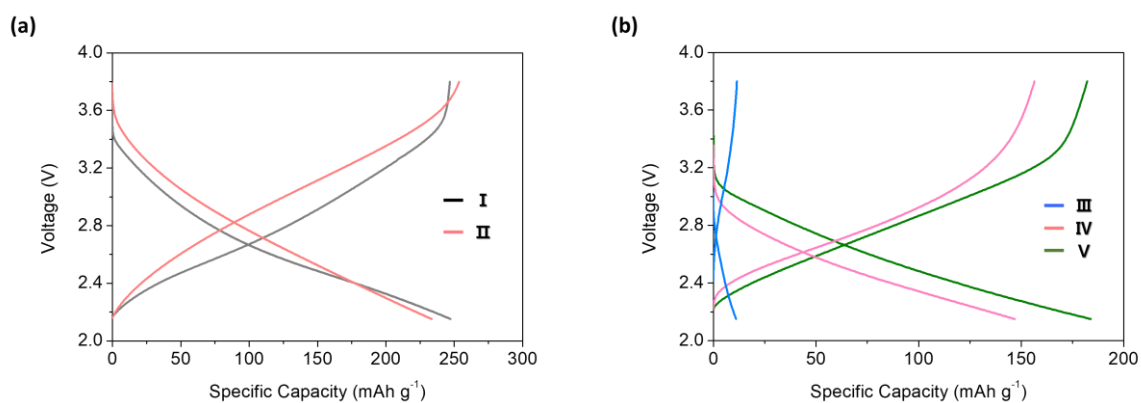 (a)
4.0
3.6
3.2
2.8
2.4
2.0
Voltage (V)
0 50 100 150 200 250 300
Specific Capacity (mAh g⁻¹)
Ⅰ
Ⅱ
(b)
4.0
3.6
3.2
2.8
2.4
2.0
Voltage (V)
0 50 100 150 200
Specific Capacity (mAh g⁻¹)
Ⅲ
Ⅳ
Ⅴ